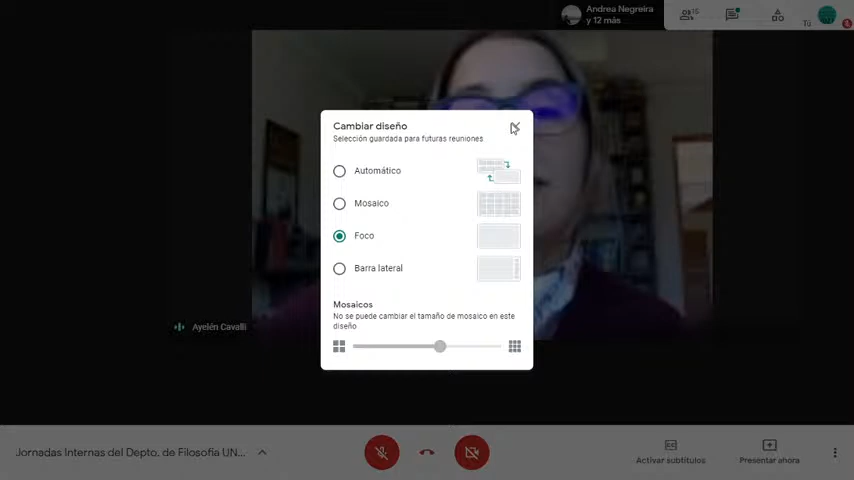 Andrea Negreira
y 12 más
15
Tú
Cambiar diseño
Selección guardada para futuras reuniones
Automático
Mosaico
Foco
Barra lateral
Mosaicos
No se puede cambiar el tamaño de mosaico en este
diseño
Ayelén Cavalli
Jornadas Internas del Depto. de Filosofía UN...
CC
Activar subtítulos
Presentar ahora